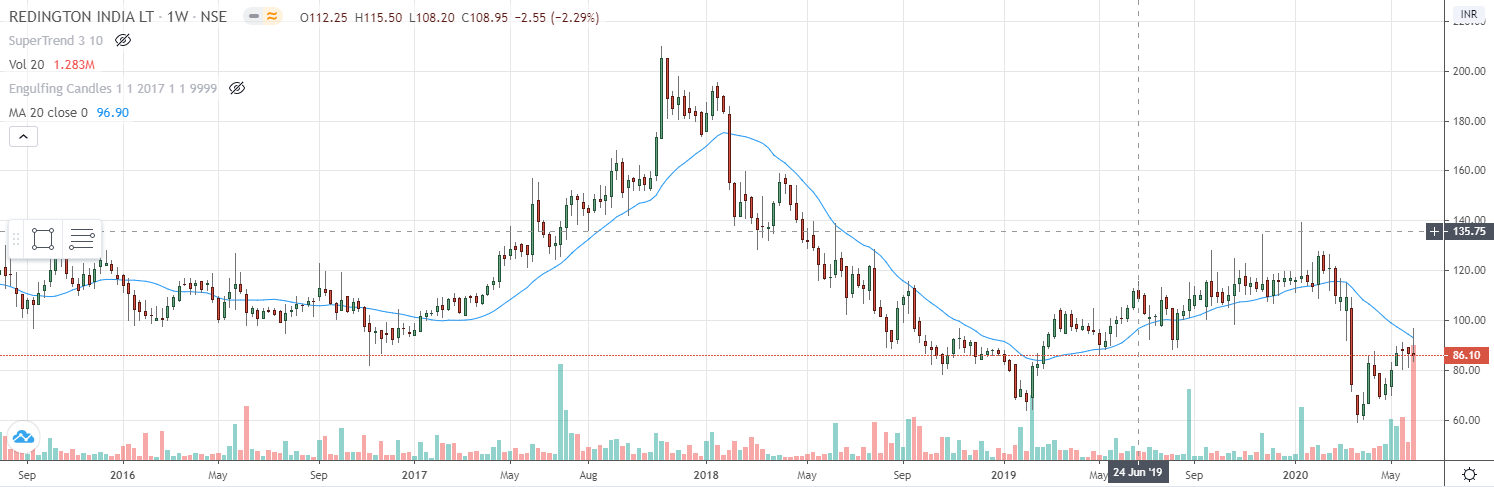 REDINGTON INDIA LT · 1W · NSE O112.25 H115.50 L108.20 C108.95 −2.55 (−2.29%) INR
SuperTrend 3 10
Vol 20 1.283M
Engulfing Candles 1 1 2017 1 1 9999
MA 20 close 0 96.90
220.00
200.00
180.00
160.00
140.00
135.75
120.00
100.00
86.10
80.00
60.00
Sep 2016 May Sep 2017 May Aug 2018 May Sep 2019 May 24 Jun '19 Sep 2020 May